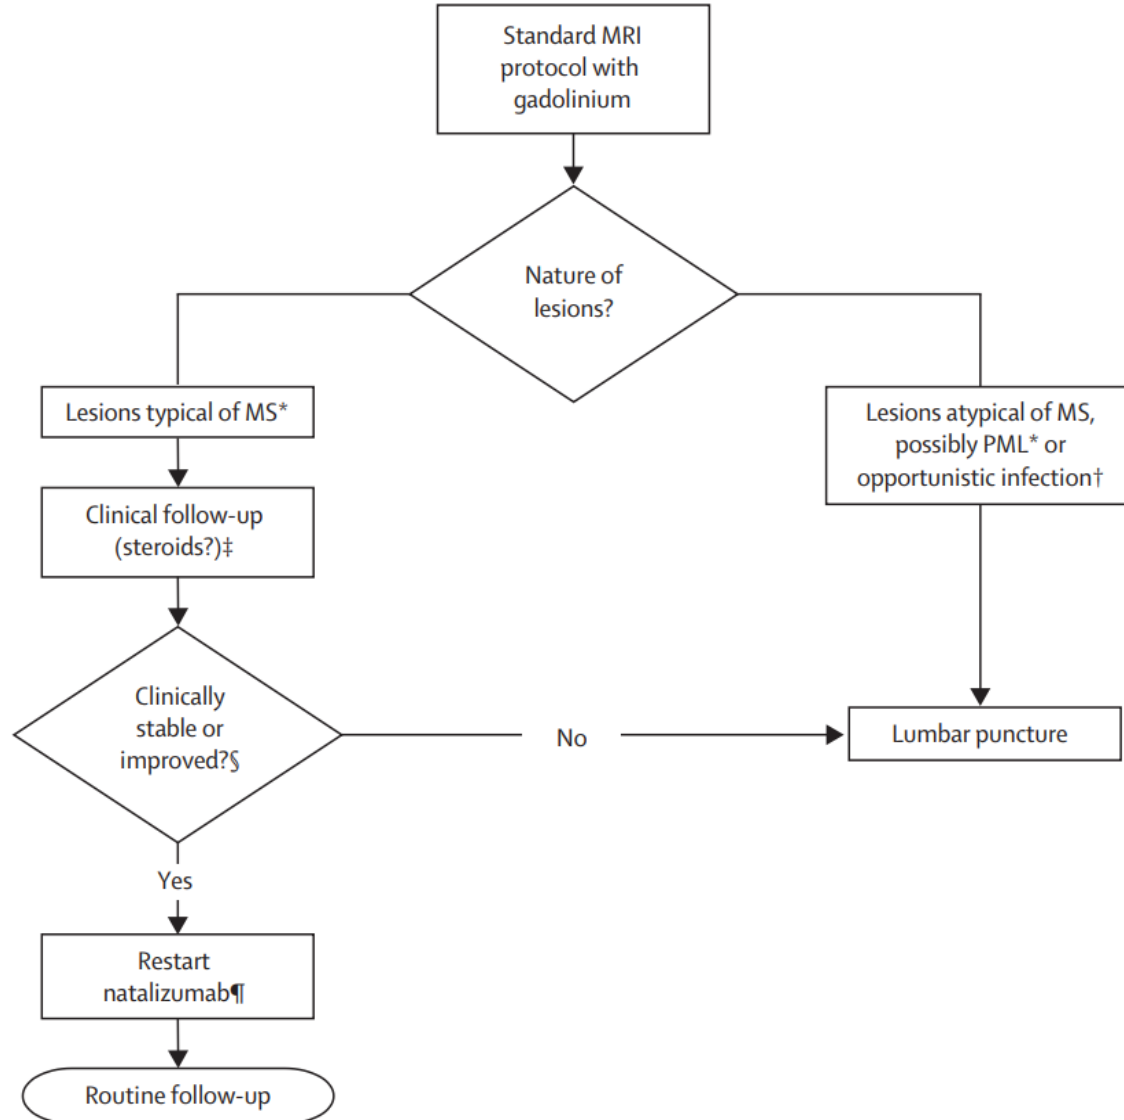 Standard MRI
protocol with
gadolinium
Nature of
lesions?
Lesions typical of MS*
Lesions atypical of MS,
possibly PML* or
opportunistic infection†
Clinical follow-up
(steroids?)‡
Clinically
stable or
improved?§
No
Lumbar puncture
Yes
Restart
natalizumab¶
Routine follow-up